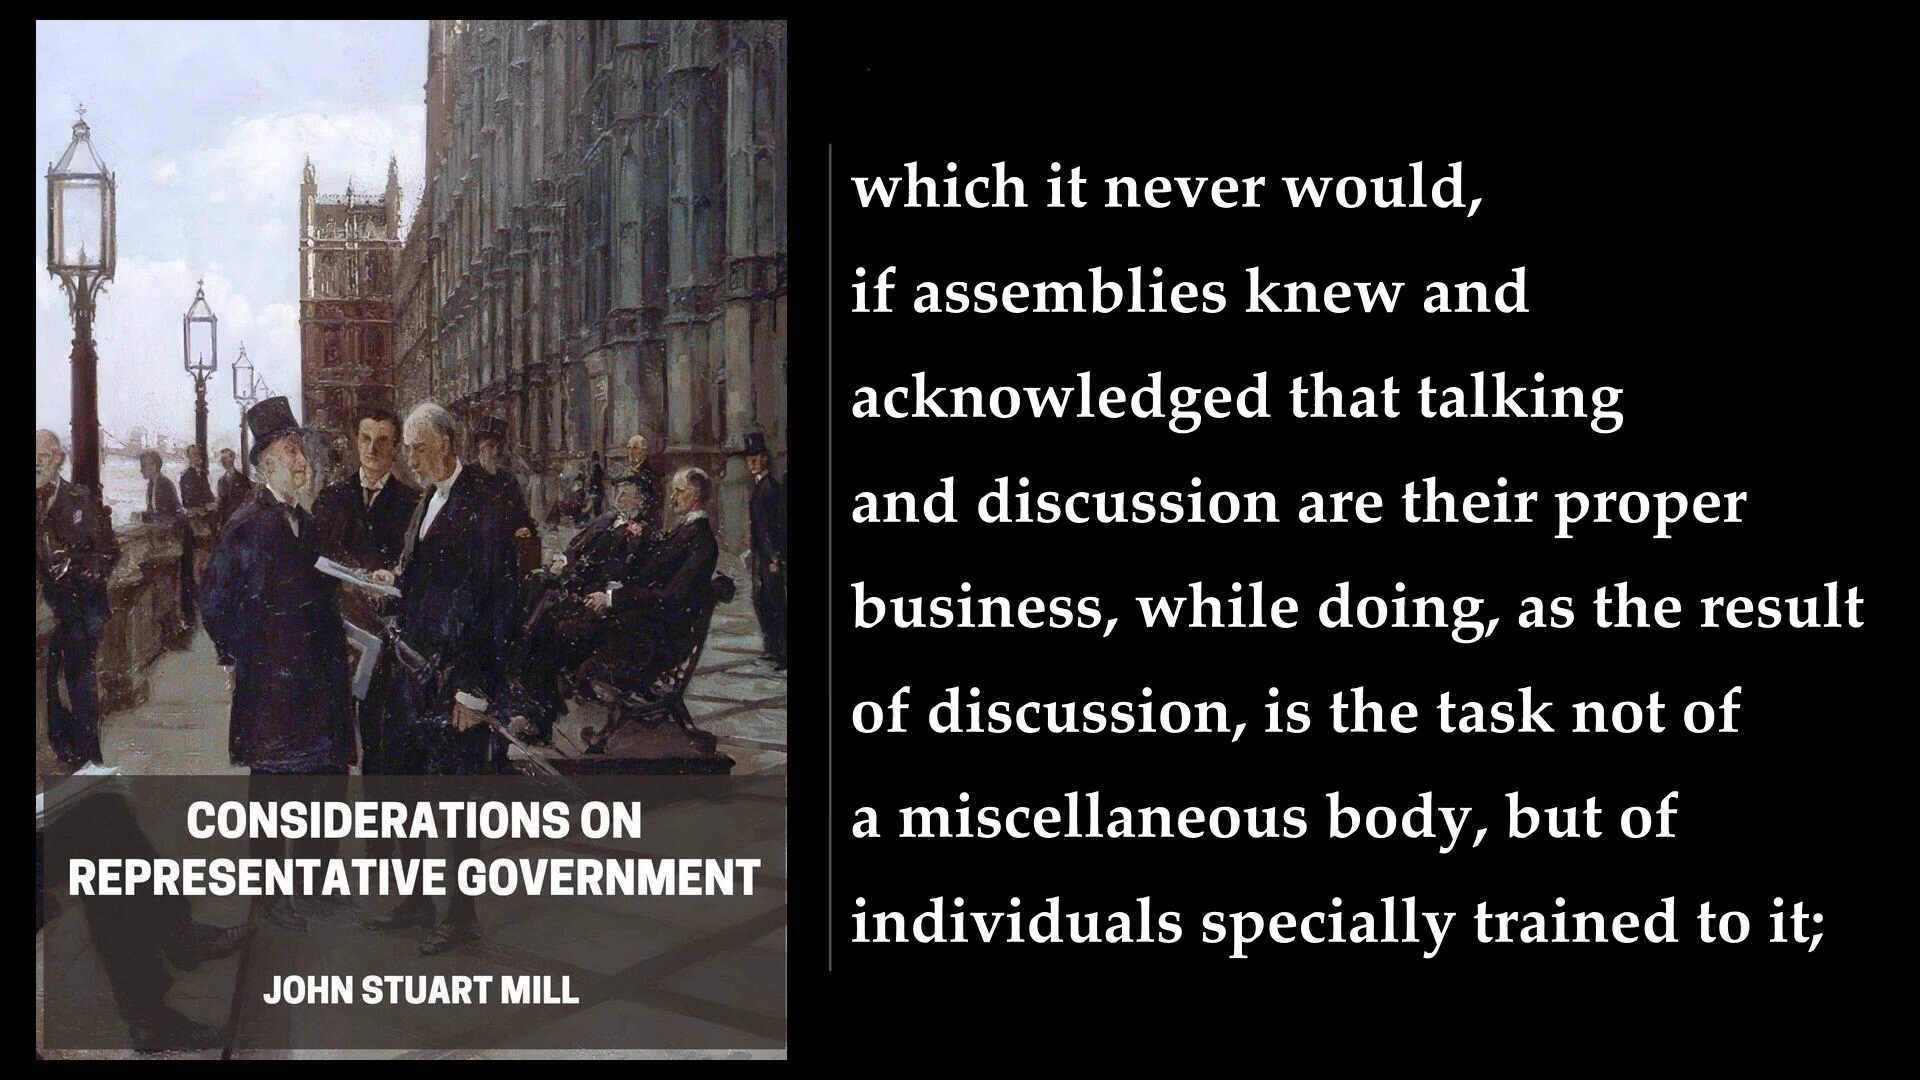 CONSIDERATIONS ON
REPRESENTATIVE GOVERNMENT
JOHN STUART MILL
which it never would,
if assemblies knew and
acknowledged that talking
and discussion are their proper
business, while doing, as the result
of discussion, is the task not of
a miscellaneous body, but of
individuals specially trained to it;